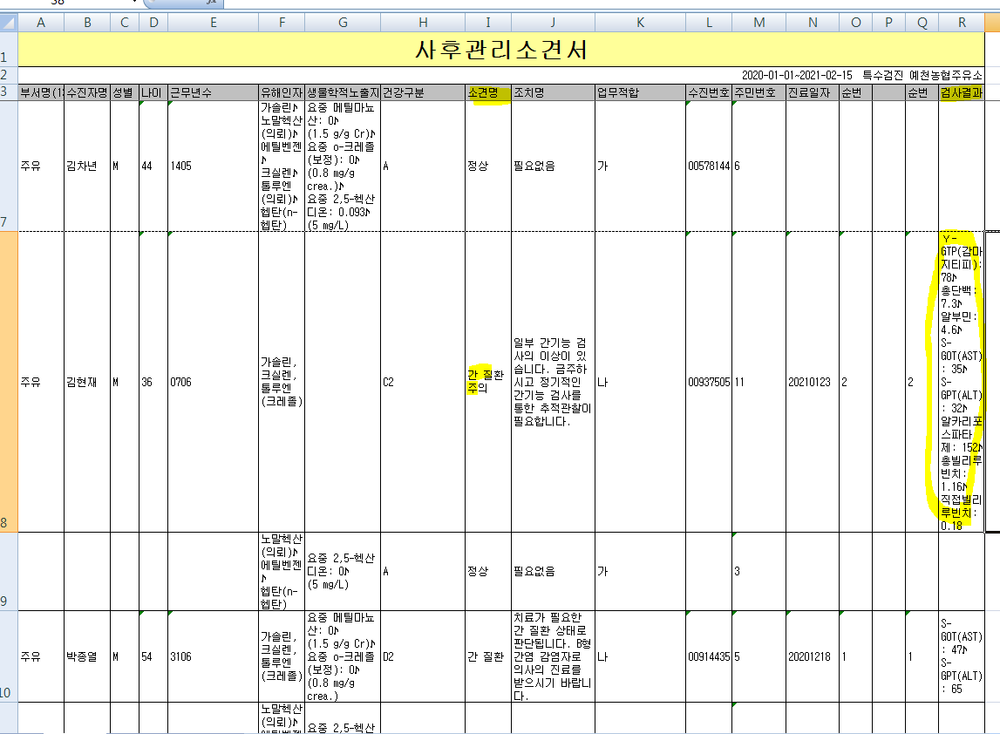 A B C D E F G H I J K L M N O P Q R
1 사후관리소견서
2 2020-01-01~2021-02-15 특수검진 예천농협주유소
3 부서명(1 수진자명 성별 나이 근무년수 유해인자 생물학적노출지 건강구분 소견명 조치명 업무적합 수진번호 주민번호 진료일자 순번 순번 검사결과
가솔린♪
노말헥산
(의뢰)♪
에틸벤젠
♪
크실렌♪
톨루엔
(의뢰)♪
헵탄(n-
헵탄)
요중 메틸마뇨
산: 0♪
(1.5 g/g Cr)♪
요중 o-크레졸
(보정): 0♪
(0.8 mg/g
crea.)♪
요중 2,5-헥산
디온: 0.093♪
(5 mg/L)
7 주유 김차년 M 44 1405 A 정상 필요없음 가 00578144 6
가솔린,
크실렌,
톨루엔
(크레졸)
간 질환
주의
일부 간기능 검
사의 이상이 있
습니다. 금주하
시고 정기적인
간기능 검사를
통한 추적관찰이
필요합니다.
8 주유 김현재 M 36 0706 C2 나 00937505 11 20210123 2 2
γ-
GTP(감마
지티피):
78♪
총단백:
7.3♪
알부민:
4.6♪
S-
GOT(AST)
: 35♪
S-
GPT(ALT)
: 32♪
알카리포
스파타
제: 152♪
총빌리루
빈치:
1.16♪
직접빌리
루빈치:
0.18
노말헥산
(의뢰)♪
에틸벤젠
♪
헵탄(n-
헵탄)
요중 2,5-헥산
디온: 0♪
(5 mg/L)
9 A 정상 필요없음 가 3
가솔린,
크실렌,
톨루엔
(크레졸)
요중 메틸마뇨
산: 0♪
(1.5 g/g Cr)♪
요중 o-크레졸
(보정): 0♪
(0.8 mg/g
crea.)
치료가 필요한
간 질환 상태로
판단됩니다. B형
간염 감염자로
의사의 진료를
받으시기 바랍니
다.
10 주유 박종열 M 54 3106 D2 간 질환 나 00914435 5 20201218 1 1
S-
GOT(AST)
: 47♪
S-
GPT(ALT)
: 65
노말헥산
(의뢰)♪
요중 2,5-헥산